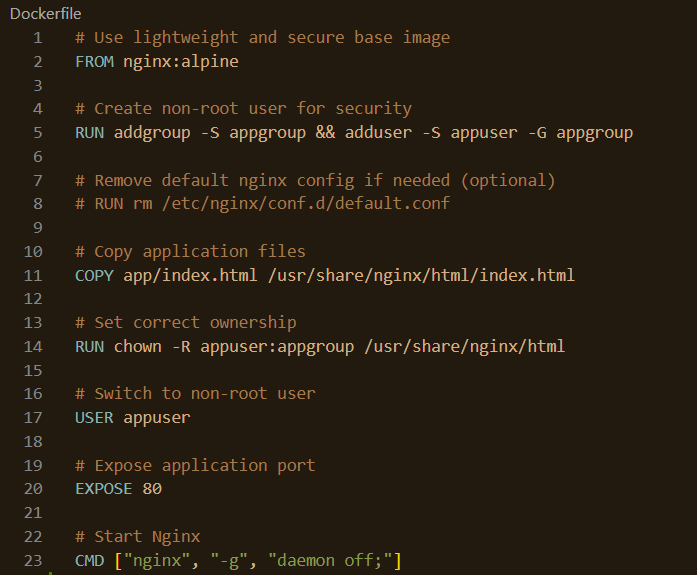 Dockerfile
1 # Use lightweight and secure base image
2 FROM nginx:alpine
3
4 # Create non-root user for security
5 RUN addgroup -S appgroup && adduser -S appuser -G appgroup
6
7 # Remove default nginx config if needed (optional)
8 # RUN rm /etc/nginx/conf.d/default.conf
9
10 # Copy application files
11 COPY app/index.html /usr/share/nginx/html/index.html
12
13 # Set correct ownership
14 RUN chown -R appuser:appgroup /usr/share/nginx/html
15
16 # Switch to non-root user
17 USER appuser
18
19 # Expose application port
20 EXPOSE 80
21
22 # Start Nginx
23 CMD ["nginx", "-g", "daemon off;"]